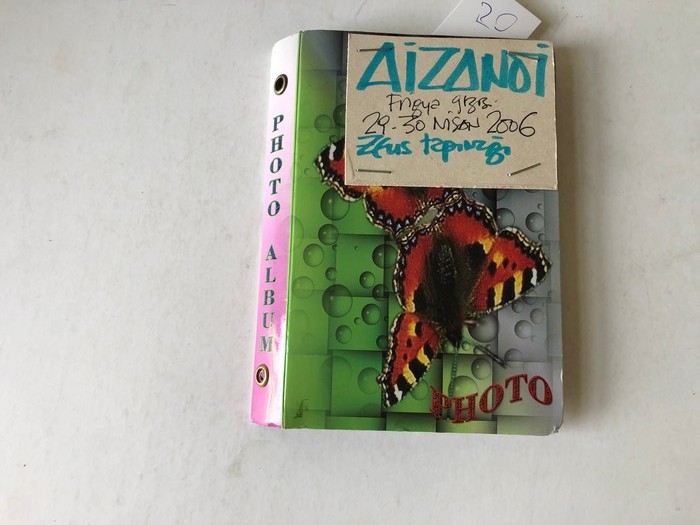 20
AiZANOi
Frigya gezisi
29-30 NiSAN 2006
Zeus tapınağı
PHOTO ALBUM
PHOTO